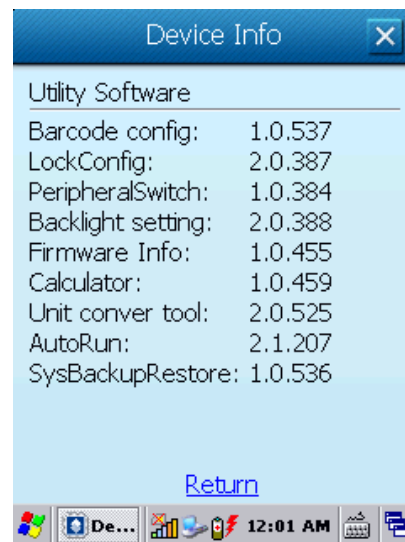 Device Info
Utility Software
Barcode config: 1.0.537
LockConfig: 2.0.387
PeripheralSwitch: 1.0.384
Backlight setting: 2.0.388
Firmware Info: 1.0.455
Calculator: 1.0.459
Unit conver tool: 2.0.525
AutoRun: 2.1.207
SysBackupRestore: 1.0.536
Return
De... 12:01 AM